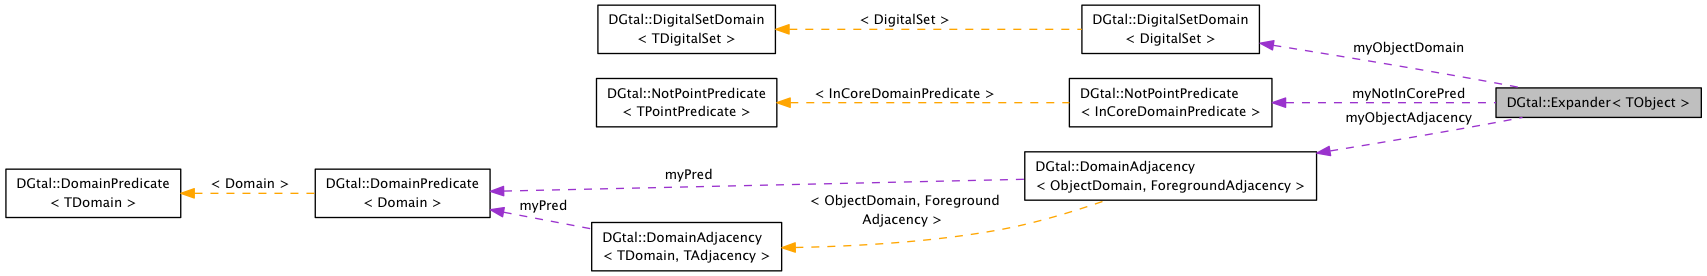 DGtal::DigitalSetDomain
< TDigitalSet >
< DigitalSet >
DGtal::DigitalSetDomain
< DigitalSet >
myObjectDomain
DGtal::NotPointPredicate
< TPointPredicate >
< InCoreDomainPredicate >
DGtal::NotPointPredicate
< InCoreDomainPredicate >
myNotInCorePred
DGtal::Expander< TObject >
myObjectAdjacency
DGtal::DomainPredicate
< TDomain >
< Domain >
DGtal::DomainPredicate
< Domain >
myPred
DGtal::DomainAdjacency
< ObjectDomain, ForegroundAdjacency >
myPred
< ObjectDomain, Foreground
Adjacency >
DGtal::DomainAdjacency
< TDomain, TAdjacency >